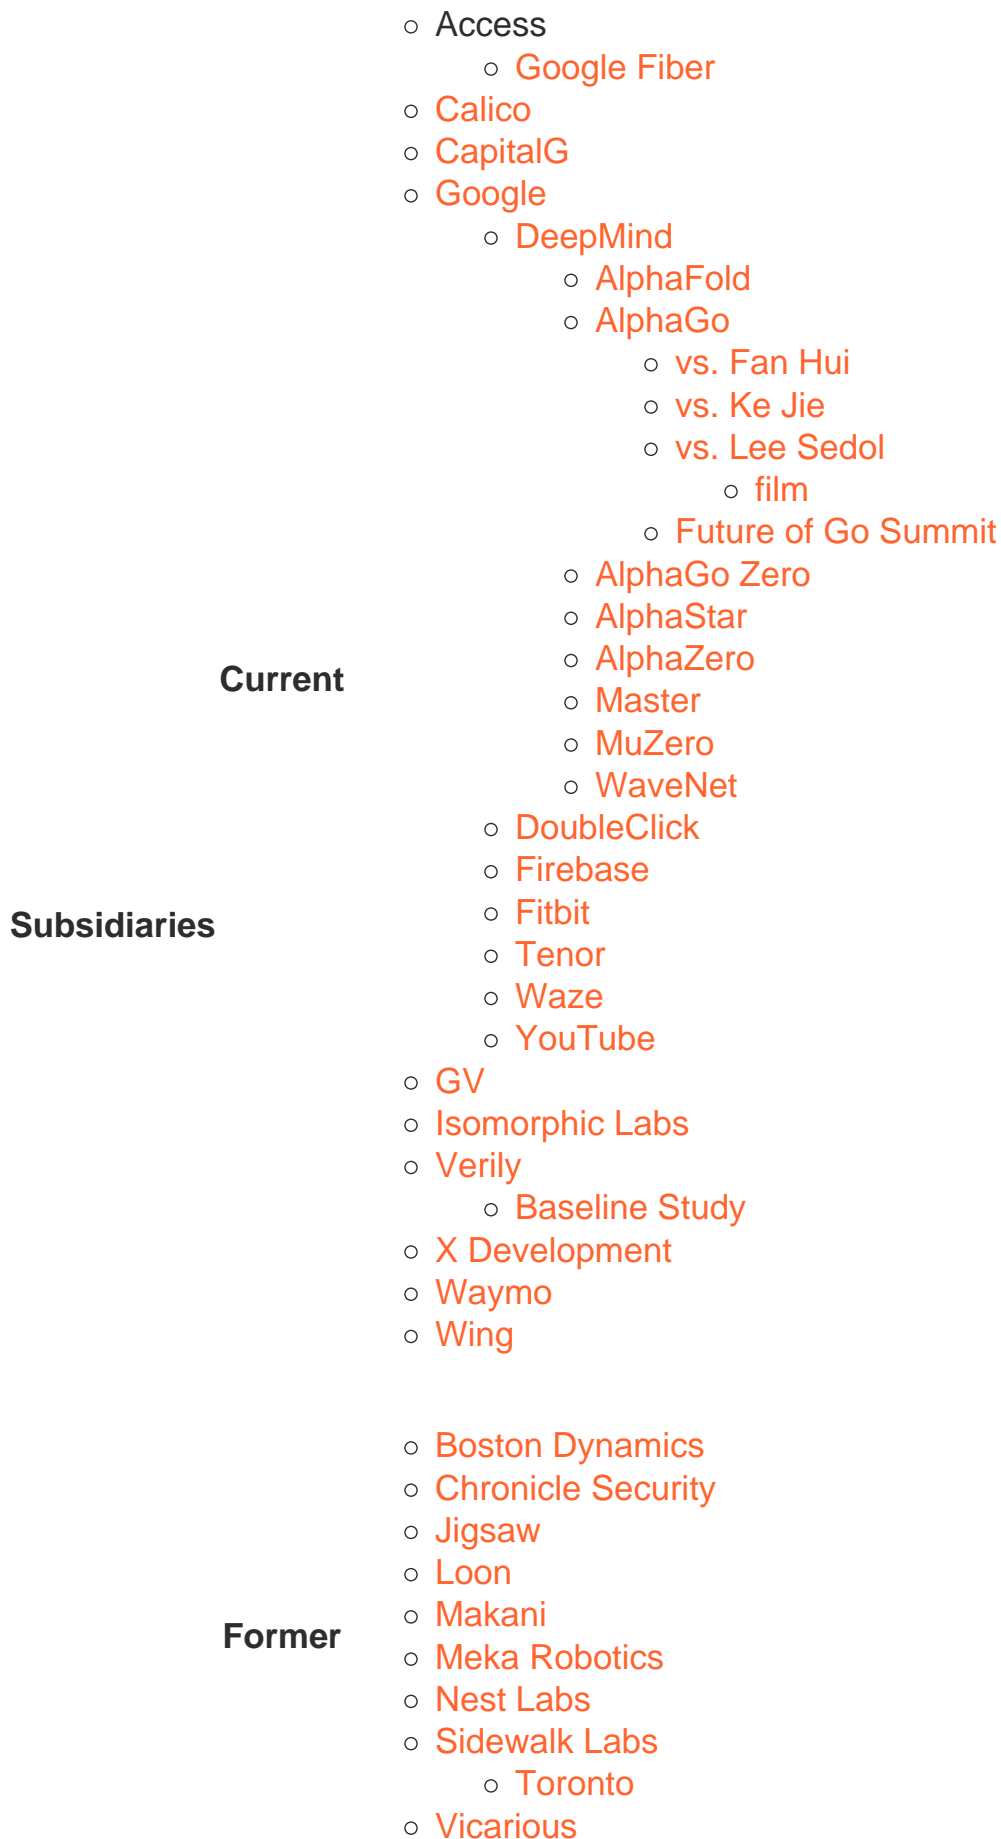 Subsidiaries
Current
Access
Google Fiber
Calico
CapitalG
Google
DeepMind
AlphaFold
AlphaGo
vs. Fan Hui
vs. Ke Jie
vs. Lee Sedol
film
Future of Go Summit
AlphaGo Zero
AlphaStar
AlphaZero
Master
MuZero
WaveNet
DoubleClick
Firebase
Fitbit
Tenor
Waze
YouTube
GV
Isomorphic Labs
Verily
Baseline Study
X Development
Waymo
Wing
Former
Boston Dynamics
Chronicle Security
Jigsaw
Loon
Makani
Meka Robotics
Nest Labs
Sidewalk Labs
Toronto
Vicarious